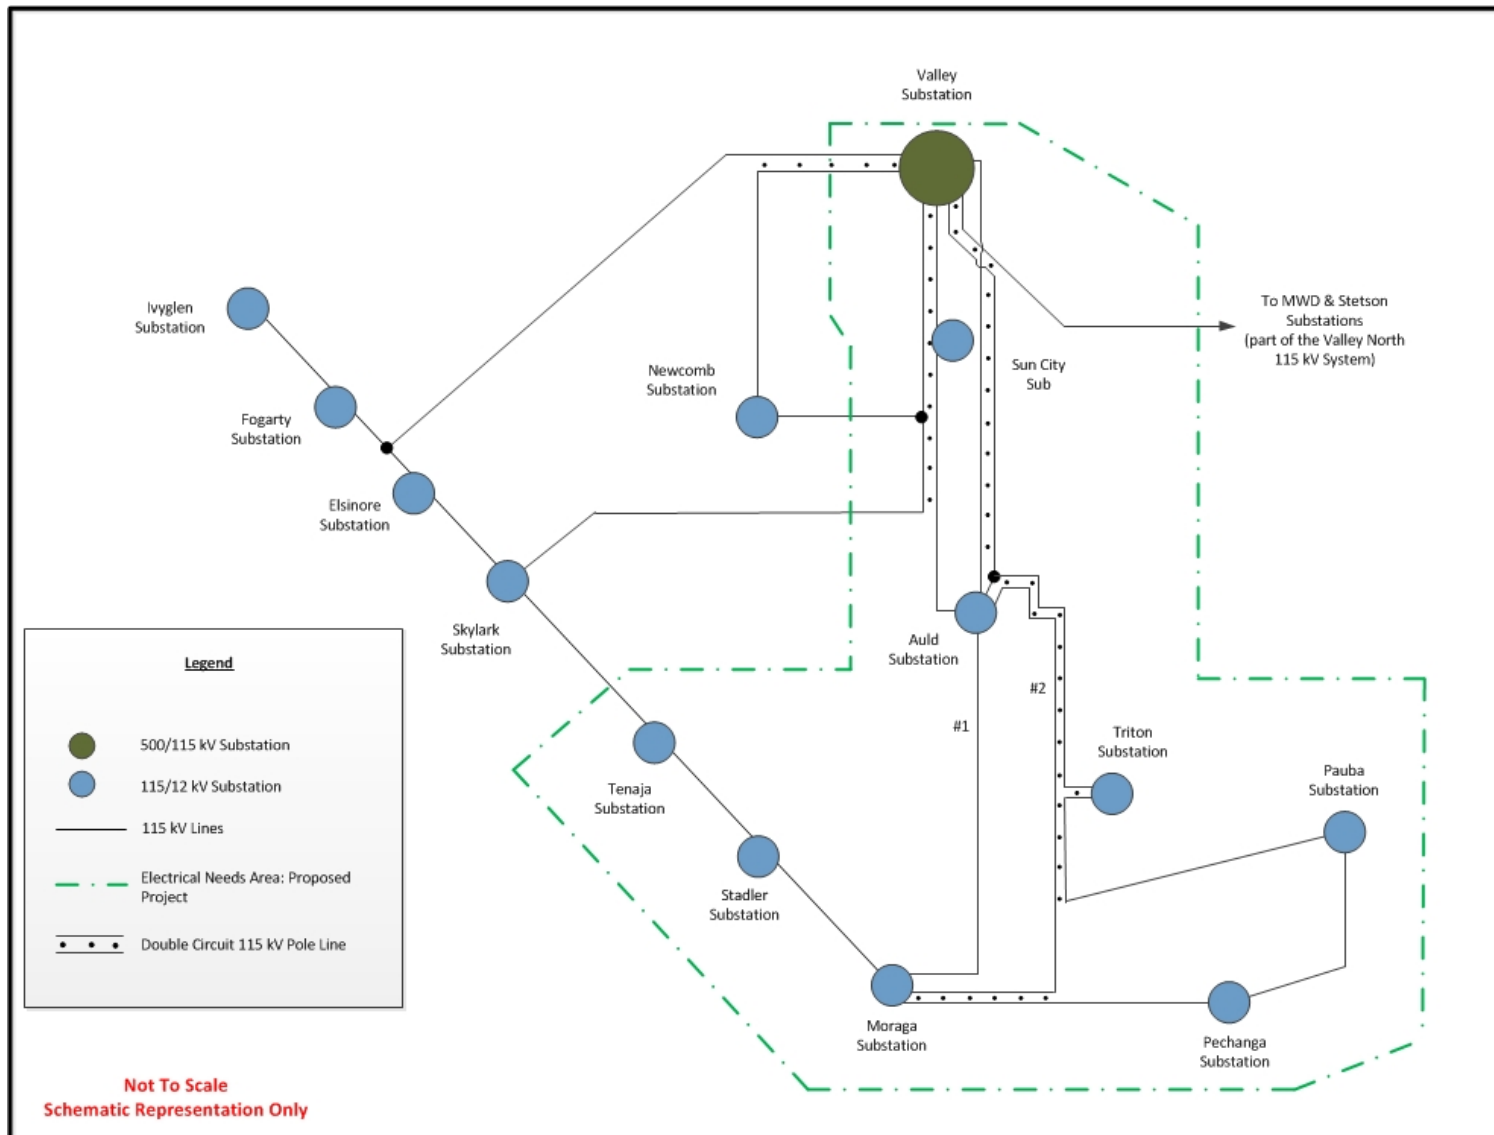 Valley
Substation
Ivyglen
Substation
To MWD & Stetson
Substations
(part of the Valley North
115 kV System)
Newcomb
Substation
Sun City
Sub
Fogarty
Substation
Elsinore
Substation
Skylark
Substation
Auld
Substation
#2
#1
Triton
Substation
Pauba
Substation
Tenaja
Substation
Stadler
Substation
Moraga
Substation
Pechanga
Substation
Legend
500/115 kV Substation
115/12 kV Substation
115 kV Lines
Electrical Needs Area: Proposed
Project
Double Circuit 115 kV Pole Line
Not To Scale
Schematic Representation Only